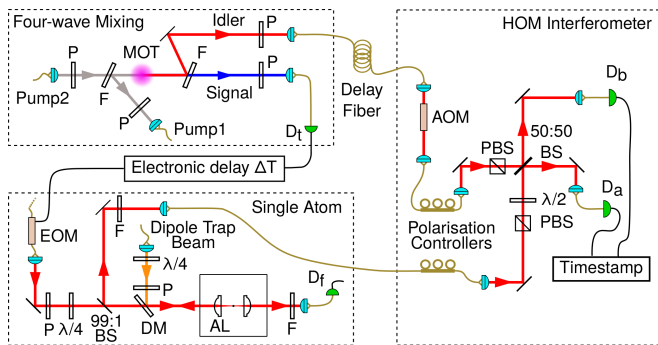 Four-wave Mixing
Idler
P
P
MOT
F
P
F
Signal
P
Pump2
Pump1
Delay
Fiber
Dt
Electronic delay ΔT
HOM Interferometer
Db
AOM
PBS
50:50
BS
Da
λ/2
PBS
Polarisation
Controllers
Timestamp
Single Atom
F
Dipole Trap
Beam
EOM
λ/4
P
Df
P
λ/4
99:1
BS
DM
AL
F